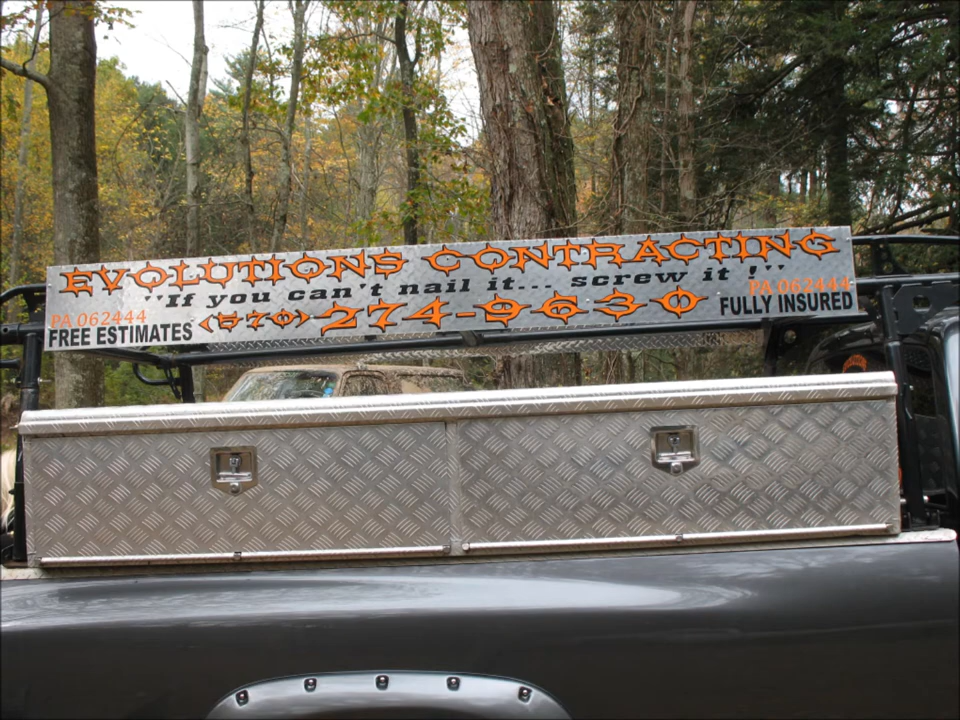 EVOLUTIONS CONTRACTING
"If you can't nail it... screw it !"
PA 062444 (570) 274-9630 PA 062444
FREE ESTIMATES FULLY INSURED